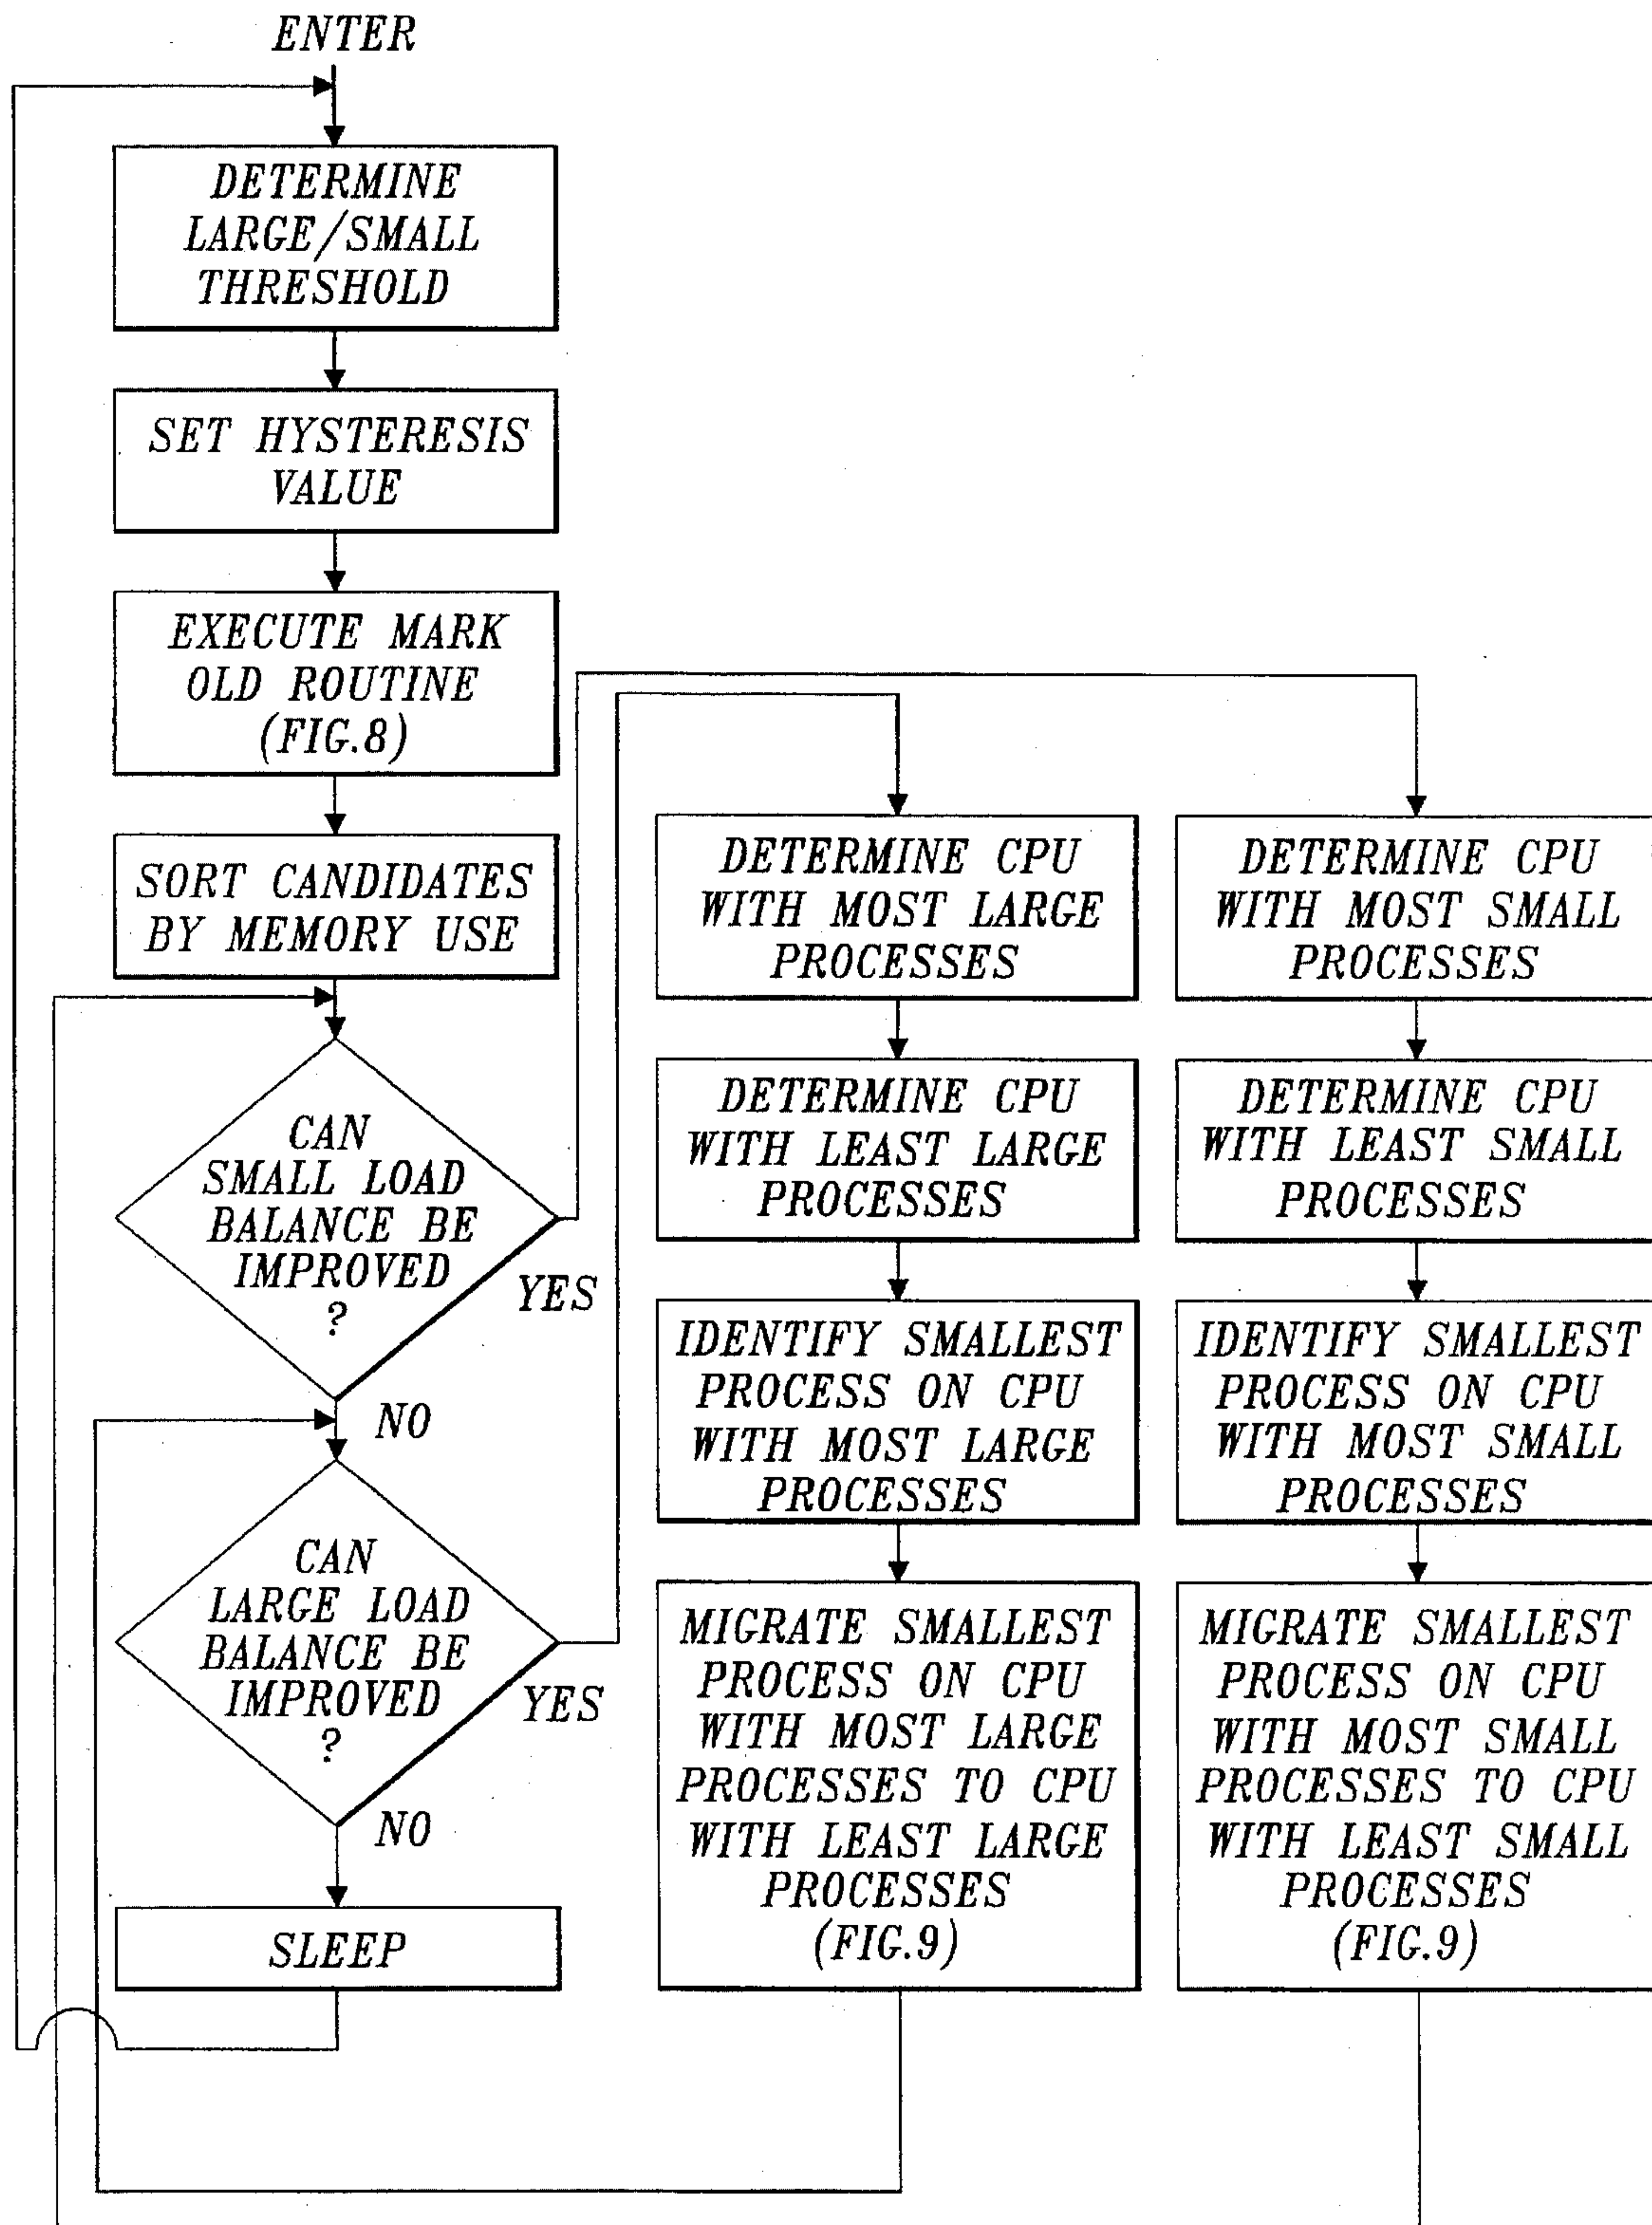 ENTER
DETERMINE
LARGE/SMALL
THRESHOLD
SET HYSTERESIS
VALUE
EXECUTE MARK
OLD ROUTINE
(FIG.8)
SORT CANDIDATES
BY MEMORY USE
CAN
SMALL LOAD
BALANCE BE
IMPROVED
?
YES
NO
CAN
LARGE LOAD
BALANCE BE
IMPROVED
?
YES
NO
SLEEP
DETERMINE CPU
WITH MOST LARGE
PROCESSES
DETERMINE CPU
WITH LEAST LARGE
PROCESSES
IDENTIFY SMALLEST
PROCESS ON CPU
WITH MOST LARGE
PROCESSES
MIGRATE SMALLEST
PROCESS ON CPU
WITH MOST LARGE
PROCESSES TO CPU
WITH LEAST LARGE
PROCESSES
(FIG.9)
DETERMINE CPU
WITH MOST SMALL
PROCESSES
DETERMINE CPU
WITH LEAST SMALL
PROCESSES
IDENTIFY SMALLEST
PROCESS ON CPU
WITH MOST SMALL
PROCESSES
MIGRATE SMALLEST
PROCESS ON CPU
WITH MOST SMALL
PROCESSES TO CPU
WITH LEAST SMALL
PROCESSES
(FIG.9)